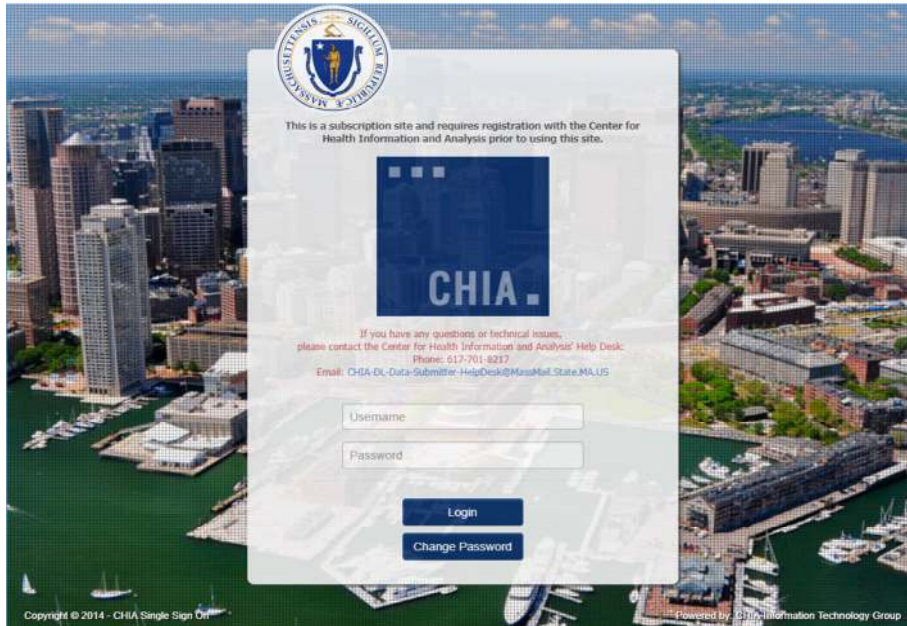 MASSACHUSETTENSIS SIGILLUM REIPUBLICÆ
This is a subscription site and requires registration with the Center for
Health Information and Analysis prior to using this site.
CHIA
If you have any questions or technical issues,
please contact the Center for Health Information and Analysis' Help Desk:
Phone: 617-701-8217
Email: CHIA-DL-Data-Submitter-HelpDesk@MassMail.State.MA.US
Username
Password
Login
Change Password
Copyright © 2014 - CHIA Single Sign On
Powered by: CHIA Information Technology Group